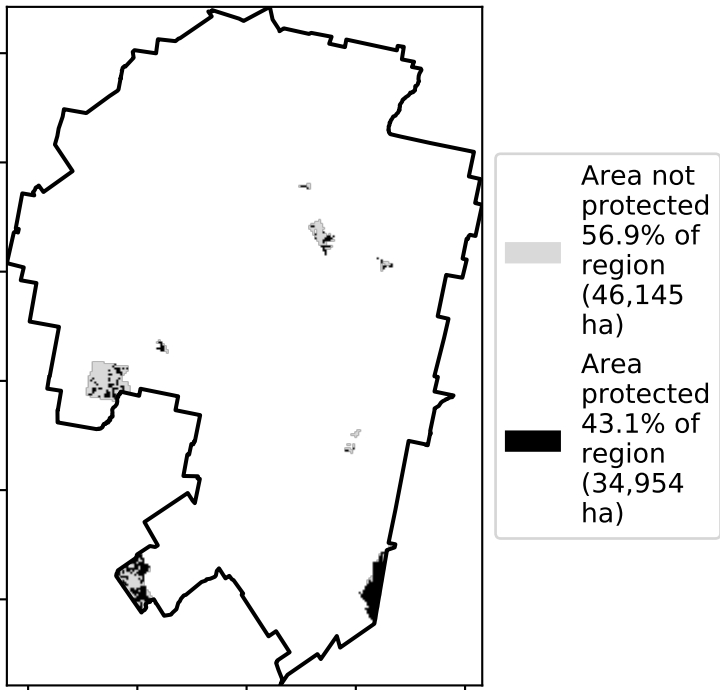 Area not
protected
56.9% of
region
(46,145
ha)
Area
protected
43.1% of
region
(34,954
ha)